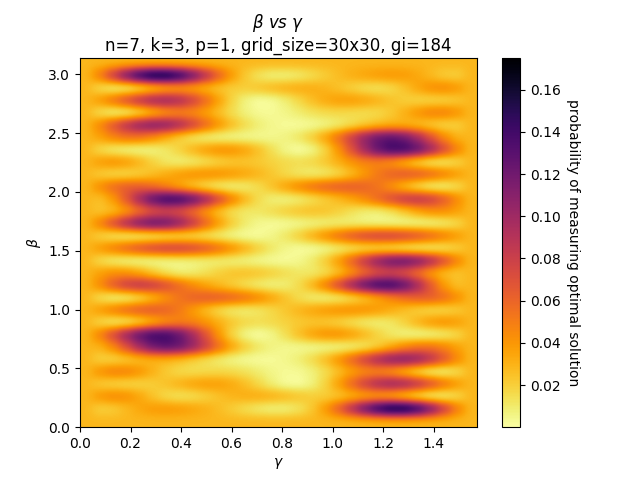 β vs γ
n=7, k=3, p=1, grid_size=30x30, gi=184
3.0
2.5
2.0
1.5
1.0
0.5
0.0
β
0.0 0.2 0.4 0.6 0.8 1.0 1.2 1.4
γ
0.16
0.14
0.12
0.10
0.08
0.06
0.04
0.02
probability of measuring optimal solution